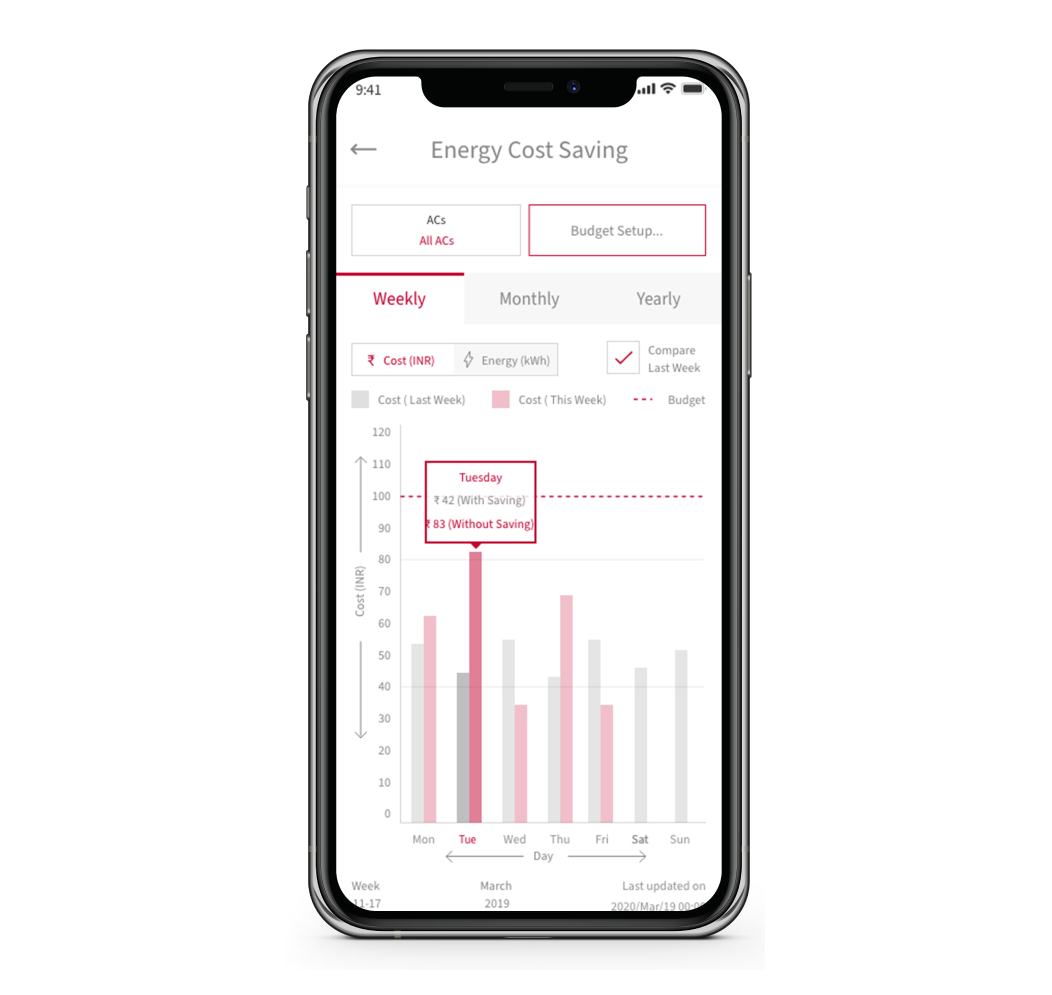 9:41
Energy Cost Saving
ACs
All ACs
Budget Setup...
Weekly Monthly Yearly
₹ Cost (INR) Energy (kWh)
Compare
Last Week
Cost ( Last Week) Cost ( This Week) Budget
120
110
100
90
80
70
60
50
40
30
20
10
0
Cost (INR)
Tuesday
₹ 42 (With Saving)
₹ 83 (Without Saving)
Mon Tue Wed Thu Fri Sat Sun
Day
Week March Last updated on
11-17 2019 2020/Mar/19